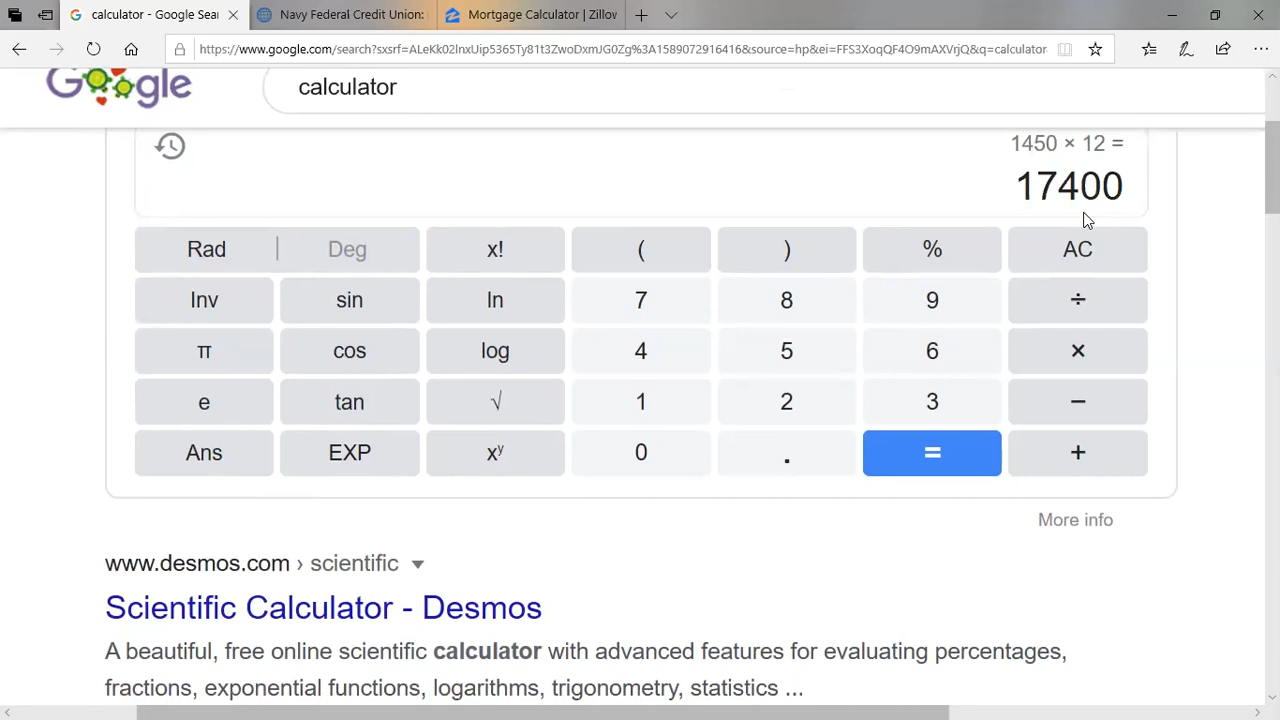 calculator - Google Sear
Navy Federal Credit Union:
Mortgage Calculator | Zillow
https://www.google.com/search?sxsrf=ALeKk02lnxUip5365Ty81t3ZwoDxmJG0Zg%3A1589072916416&source=hp&ei=FFS3XoqQF4O9mAXVrjQ&q=calculator
Google
calculator
1450 × 12 =
17400
Rad | Deg x! ( ) % AC
Inv sin ln 7 8 9 ÷
π cos log 4 5 6 ×
e tan √ 1 2 3 −
Ans EXP xʸ 0 . = +
More info
www.desmos.com › scientific
Scientific Calculator - Desmos
A beautiful, free online scientific calculator with advanced features for evaluating percentages,
fractions, exponential functions, logarithms, trigonometry, statistics ...